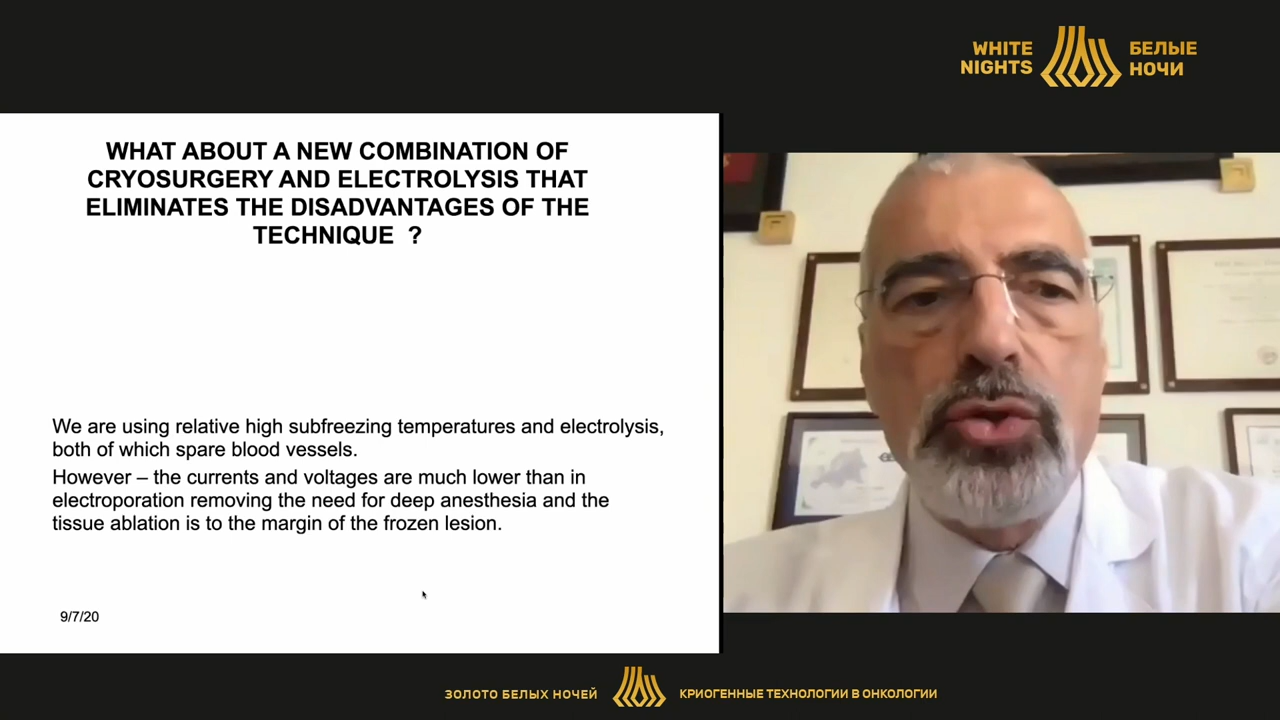 WHITE
NIGHTS
БЕЛЫЕ
НОЧИ
WHAT ABOUT A NEW COMBINATION OF
CRYOSURGERY AND ELECTROLYSIS THAT
ELIMINATES THE DISADVANTAGES OF THE
TECHNIQUE ?
We are using relative high subfreezing temperatures and electrolysis,
both of which spare blood vessels.
However – the currents and voltages are much lower than in
electroporation removing the need for deep anesthesia and the
tissue ablation is to the margin of the frozen lesion.
9/7/20
ЗОЛОТО БЕЛЫХ НОЧЕЙ
КРИОГЕННЫЕ ТЕХНОЛОГИИ В ОНКОЛОГИИ